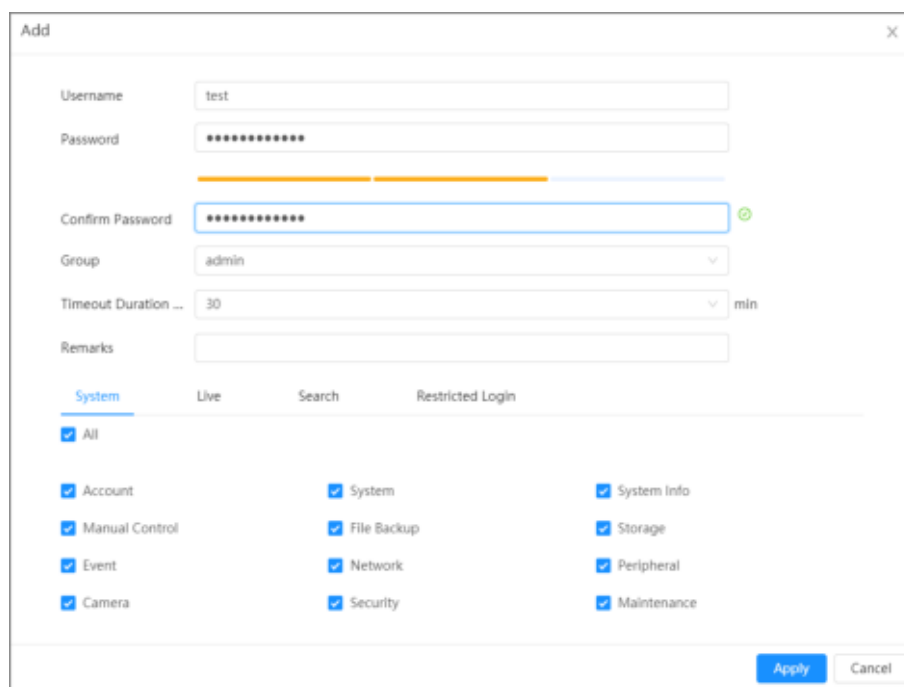 Add
Username test
Password ••••••••••••
Confirm Password ••••••••••••
Group admin
Timeout Duration ... 30 min
Remarks
System Live Search Restricted Login
All
Account System System Info
Manual Control File Backup Storage
Event Network Peripheral
Camera Security Maintenance
Apply Cancel